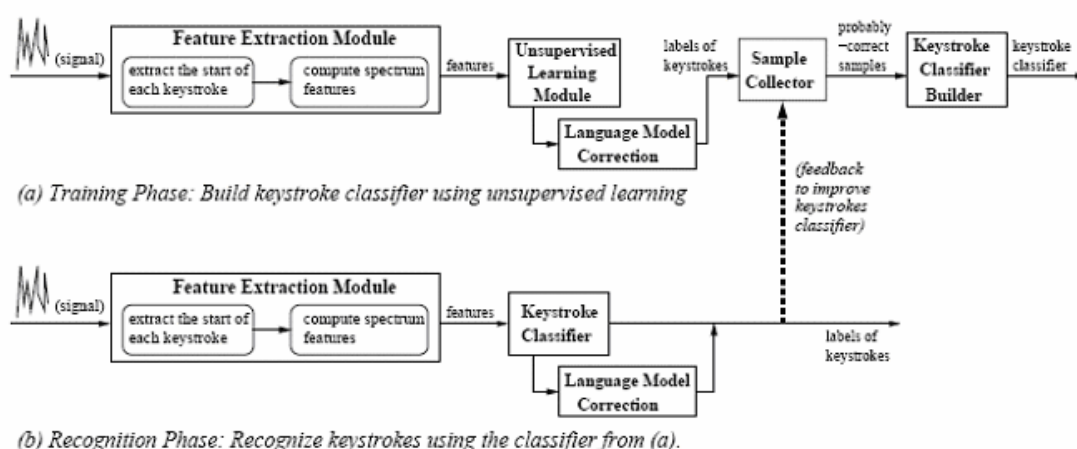 (signal)
Feature Extraction Module
extract the start of
each keystroke
compute spectrum
features
features
Unsupervised
Learning
Module
Language Model
Correction
labels of
keystrokes
Sample
Collector
probably
-correct
samples
Keystroke
Classifier
Builder
keystroke
classifier
(a) Training Phase: Build keystroke classifier using unsupervised learning
(feedback
to improve
keystrokes
classifier)
(signal)
Feature Extraction Module
extract the start of
each keystroke
compute spectrum
features
features
Keystroke
Classifier
Language Model
Correction
labels of
keystrokes
(b) Recognition Phase: Recognize keystrokes using the classifier from (a).